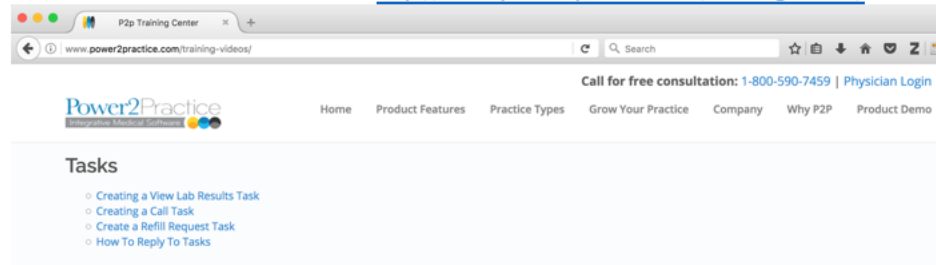 P2p Training Center
www.power2practice.com/training-videos/
Search
Call for free consultation: 1-800-590-7459 | Physician Login
Power2Practice
Integrative Medical Software
Home Product Features Practice Types Grow Your Practice Company Why P2P Product Demo
Tasks
Creating a View Lab Results Task
Creating a Call Task
Create a Refill Request Task
How To Reply To Tasks